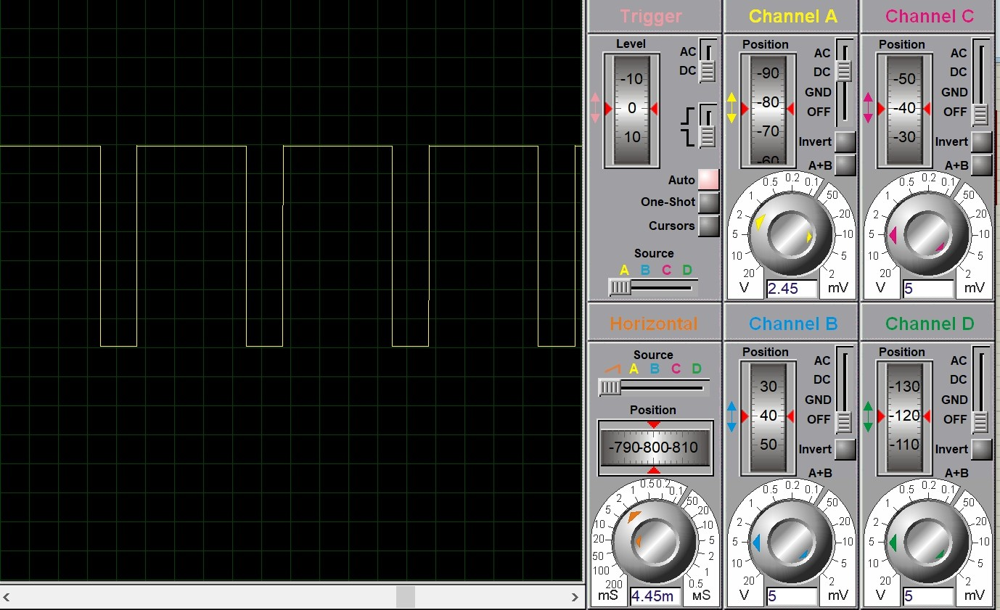 Trigger
Level
AC
DC
-10
0
10
Auto
One-Shot
Cursors
Source
A B C D
Channel A
Position
AC
DC
GND
OFF
-90
-80
-70
-60
Invert
A+B
0.5 0.2 0.1
1 50
2 20
5 10
10 5
20 2
V 2.45 mV
Channel C
Position
AC
DC
GND
OFF
-50
-40
-30
Invert
A+B
0.5 0.2 0.1
1 50
2 20
5 10
10 5
20 2
V 5 mV
Horizontal
Source
A B C D
Position
-790-800-810
1 0.5 0.2 0.1
2 50
5 20
10 10
20 5
50 2
100 1
200 0.5
mS 4.45m мS
Channel B
Position
AC
DC
GND
OFF
30
40
50
Invert
A+B
0.5 0.2 0.1
1 50
2 20
5 10
10 5
20 2
V 5 mV
Channel D
Position
AC
DC
GND
OFF
-130
-120
-110
Invert
A+B
0.5 0.2 0.1
1 50
2 20
5 10
10 5
20 2
V 5 mV